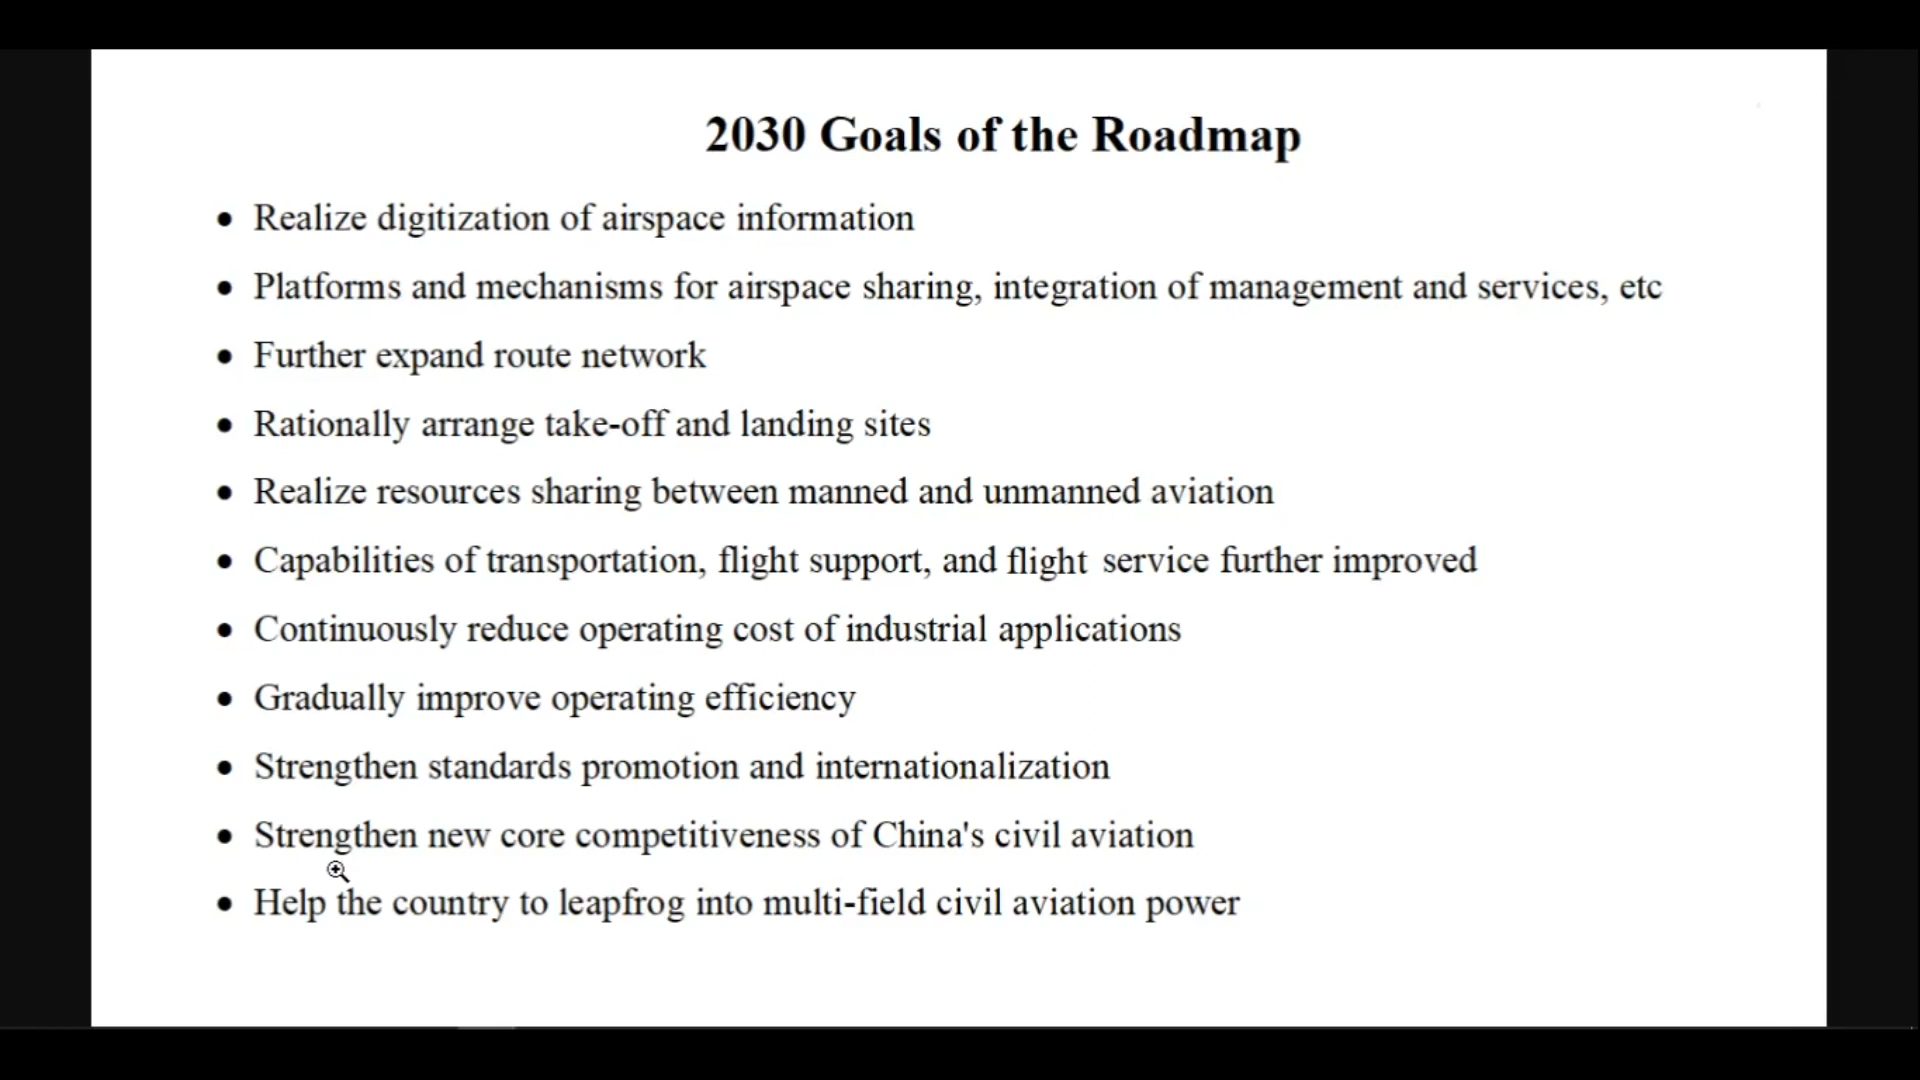 2030 Goals of the Roadmap
• Realize digitization of airspace information
• Platforms and mechanisms for airspace sharing, integration of management and services, etc
• Further expand route network
• Rationally arrange take-off and landing sites
• Realize resources sharing between manned and unmanned aviation
• Capabilities of transportation, flight support, and flight service further improved
• Continuously reduce operating cost of industrial applications
• Gradually improve operating efficiency
• Strengthen standards promotion and internationalization
• Strengthen new core competitiveness of China's civil aviation
• Help the country to leapfrog into multi-field civil aviation power